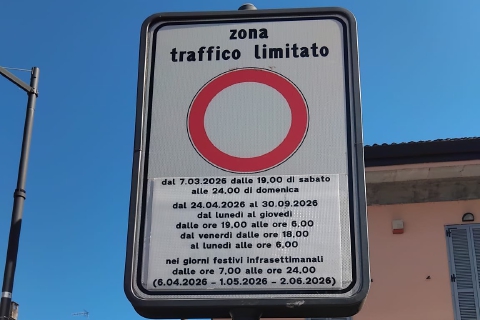 zona
traffico limitato
dal 7.03.2026 dalle 19,00 di sabato
alle 24,00 di domenica
dal 24.04.2026 al 30.09.2026
dal lunedì al giovedì
dalle ore 19,00 alle ore 6,00
dal venerdì dalle ore 18,00
al lunedì alle ore 6,00
nei giorni festivi infrasettimanali
dalle ore 7,00 alle ore 24,00
(6.04.2026 - 1.05.2026 - 2.06.2026)